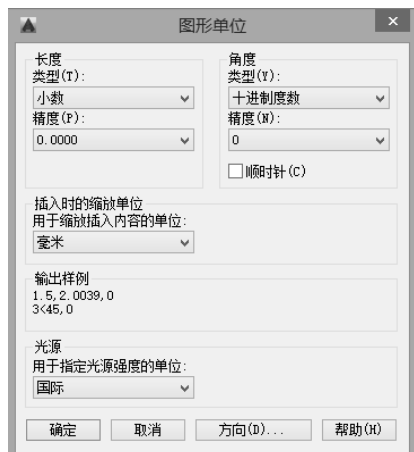 图形单位
长度
类型(T):
小数
精度(P):
0.0000
角度
类型(Y):
十进制度数
精度(N):
0
顺时针(C)
插入时的缩放单位
用于缩放插入内容的单位:
毫米
输出样例
1.5,2.0039,0
3<45,0
光源
用于指定光源强度的单位:
国际
确定 取消 方向(D)... 帮助(H)